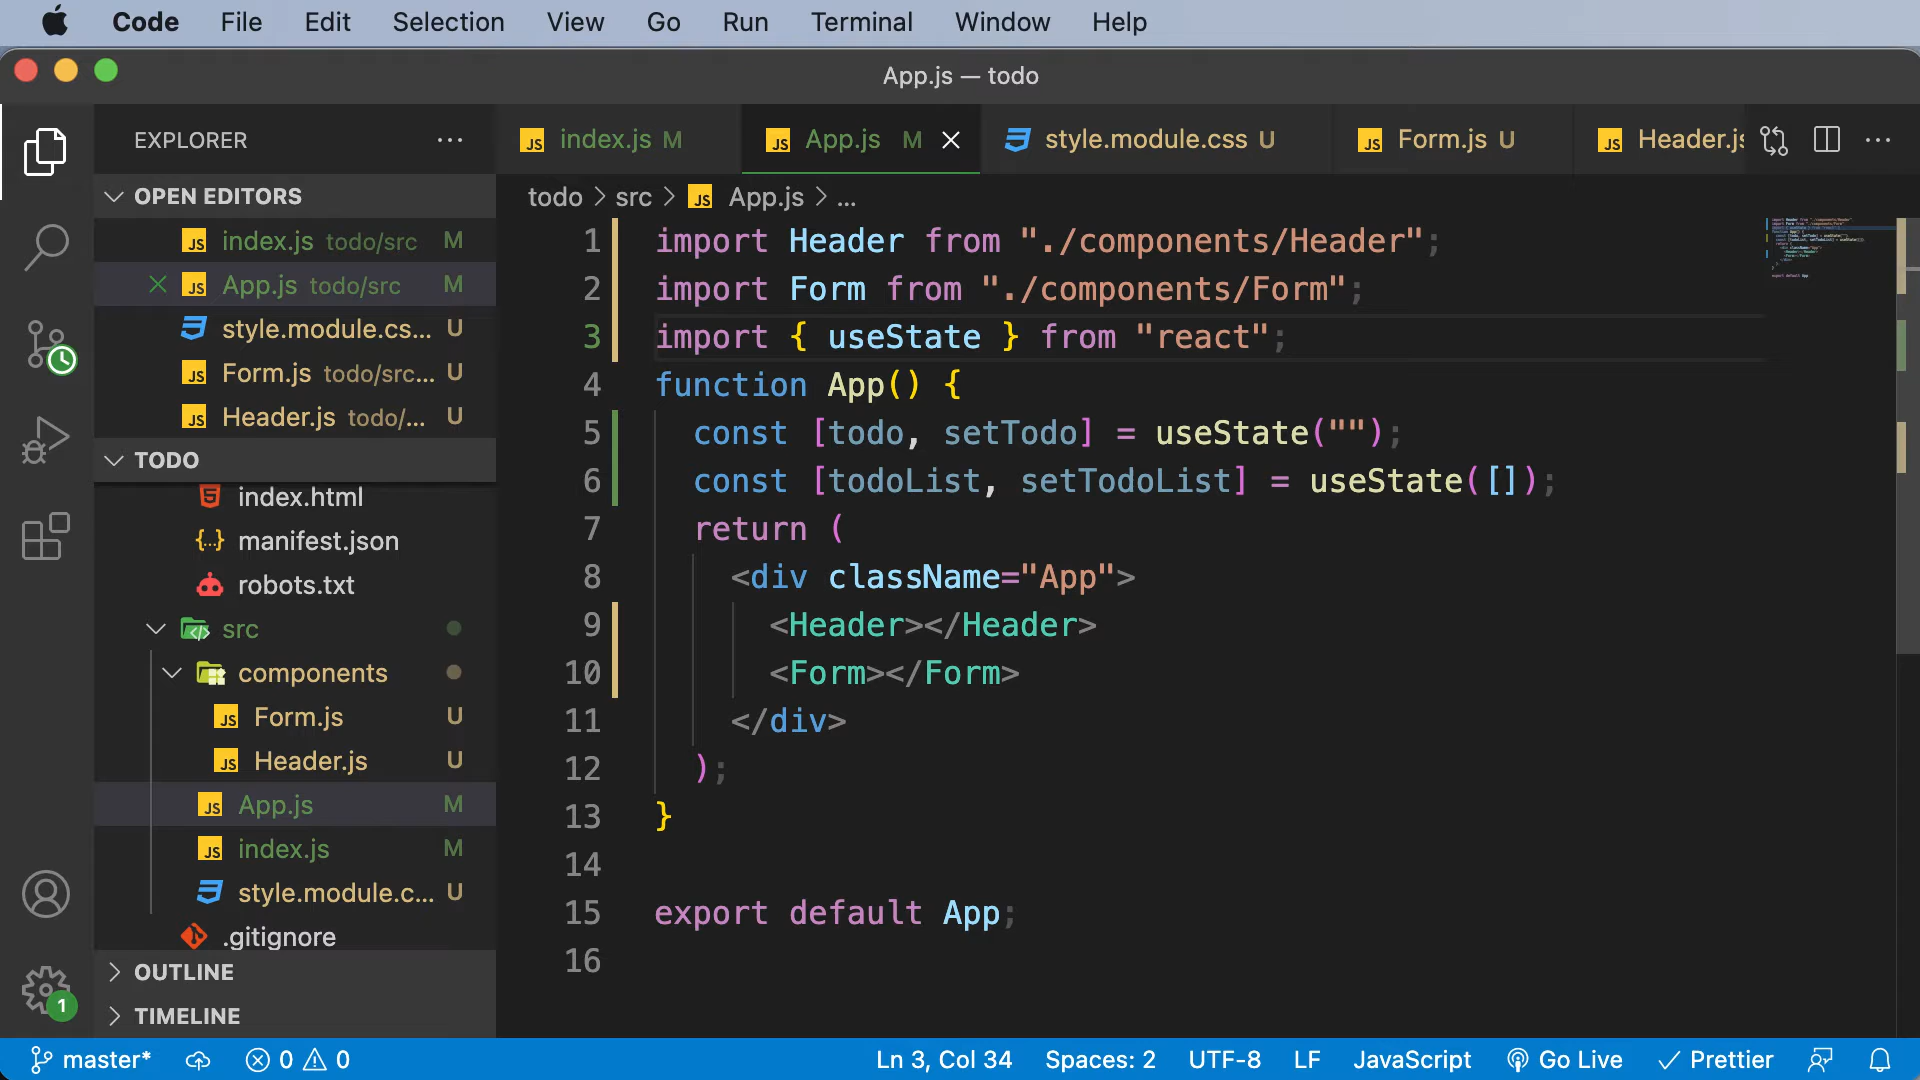 Code File Edit Selection View Go Run Terminal Window Help
App.js — todo
EXPLORER
index.js M App.js M style.module.css U Form.js U Header.js
OPEN EDITORS
index.js todo/src M
App.js todo/src M
style.module.cs... U
Form.js todo/src... U
Header.js todo/... U
TODO
index.html
manifest.json
robots.txt
src
components
Form.js U
Header.js U
App.js M
index.js M
style.module.c... U
.gitignore
OUTLINE
TIMELINE
1
todo > src > JS App.js > ...
1 import Header from "./components/Header";
2 import Form from "./components/Form";
3 import { useState } from "react";
4 function App() {
5 const [todo, setTodo] = useState("");
6 const [todoList, setTodoList] = useState([]);
7 return (
8 <div className="App">
9 <Header></Header>
10 <Form></Form>
11 </div>
12 );
13 }
14
15 export default App;
16
master* 0 0 Ln 3, Col 34 Spaces: 2 UTF-8 LF JavaScript Go Live Prettier